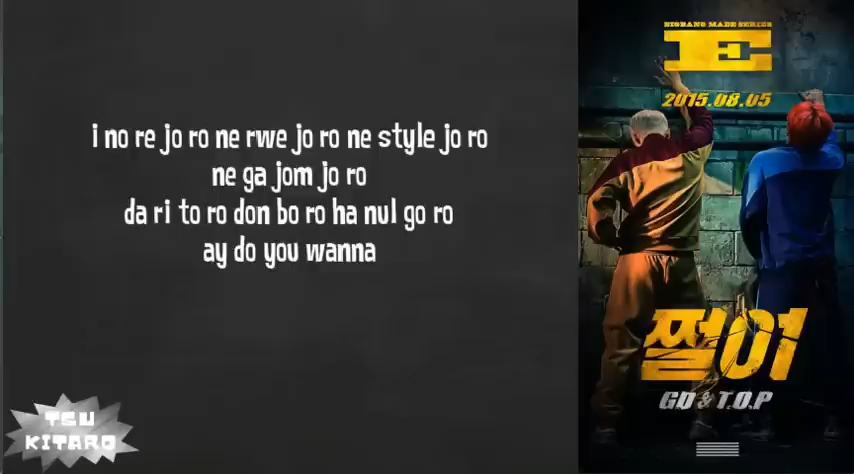 i no re jo ro ne rwe jo ro ne style jo ro
ne ga jom jo ro
da ri to ro don bo ro ha nul go ro
ay do you wanna
BIGBANG MADE SERIES
E
2015.08.05
쩔어
GD & T.O.P
TSU
KITARO